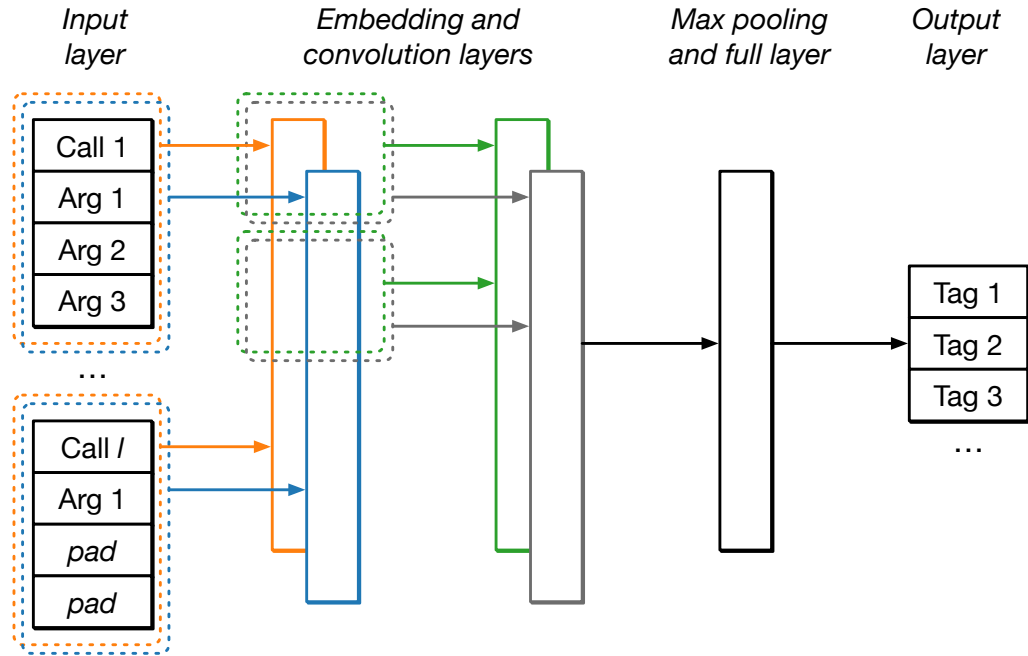 Input
layer
Embedding and
convolution layers
Max pooling
and full layer
Output
layer
Call 1
Arg 1
Arg 2
Arg 3
...
Call l
Arg 1
pad
pad
Tag 1
Tag 2
Tag 3
...